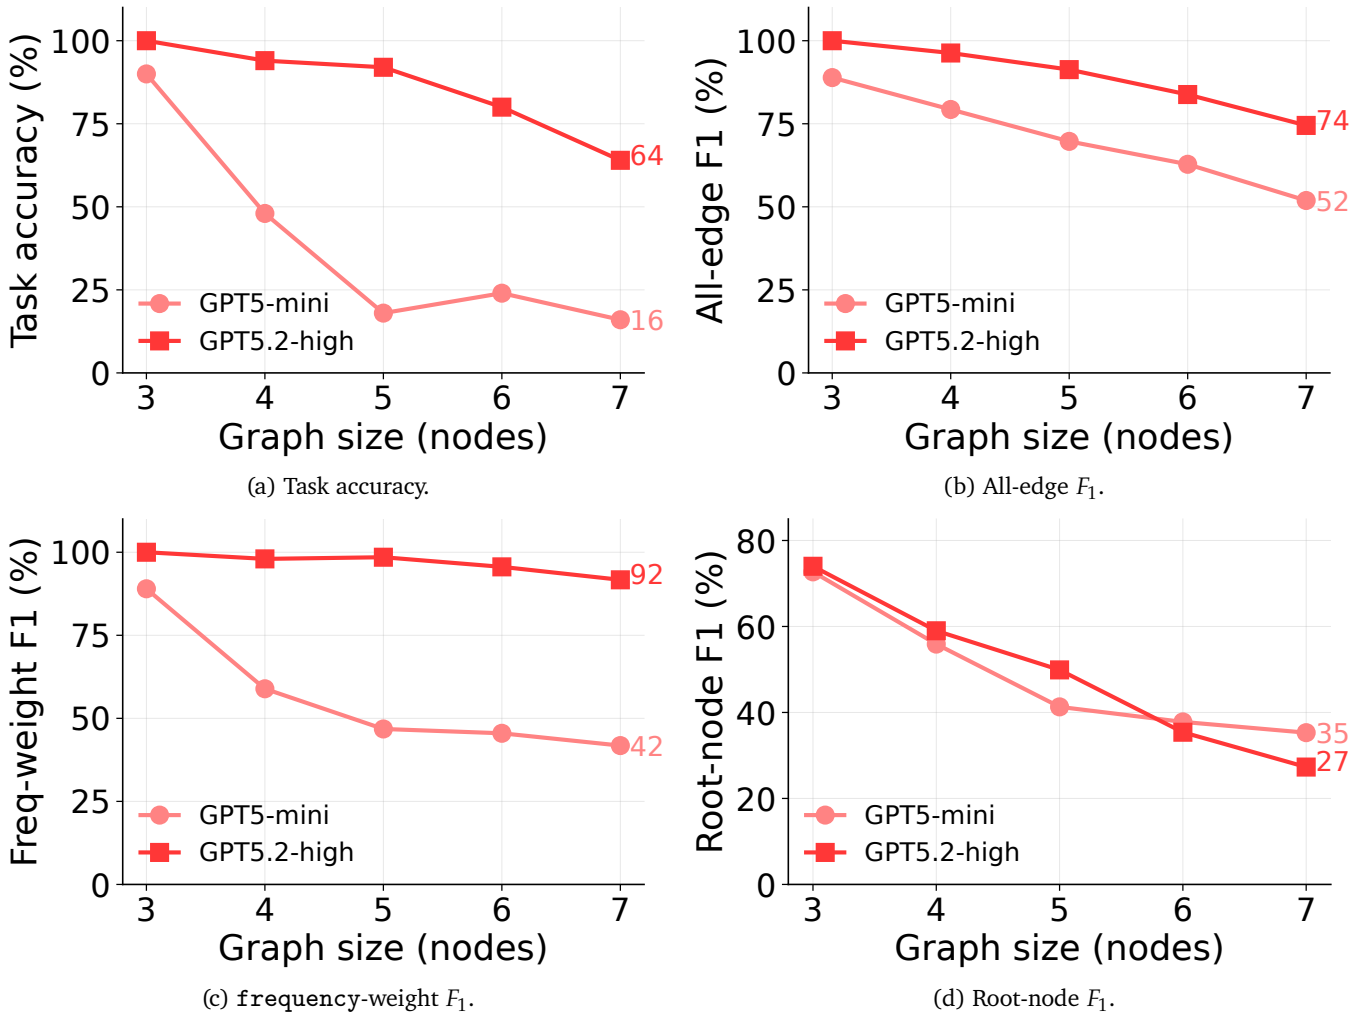 Task accuracy (%)
100
75
50
25
0
64
16
GPT5-mini
GPT5.2-high
3 4 5 6 7
Graph size (nodes)
(a) Task accuracy.
All-edge F1 (%)
100
75
50
25
0
74
52
GPT5-mini
GPT5.2-high
3 4 5 6 7
Graph size (nodes)
(b) All-edge F1.
Freq-weight F1 (%)
100
75
50
25
0
92
42
GPT5-mini
GPT5.2-high
3 4 5 6 7
Graph size (nodes)
(c) frequency-weight F1.
Root-node F1 (%)
80
60
40
20
0
35
27
GPT5-mini
GPT5.2-high
3 4 5 6 7
Graph size (nodes)
(d) Root-node F1.